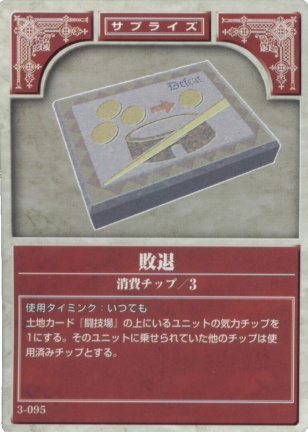 サプライズ
Defeat
敗退
消費チップ／3
使用タイミング：いつでも
土地カード『闘技場』の上にいるユニットの気力チップを
1にする。そのユニットに乗せられていた他のチップは使
用済みチップとする。
3-095